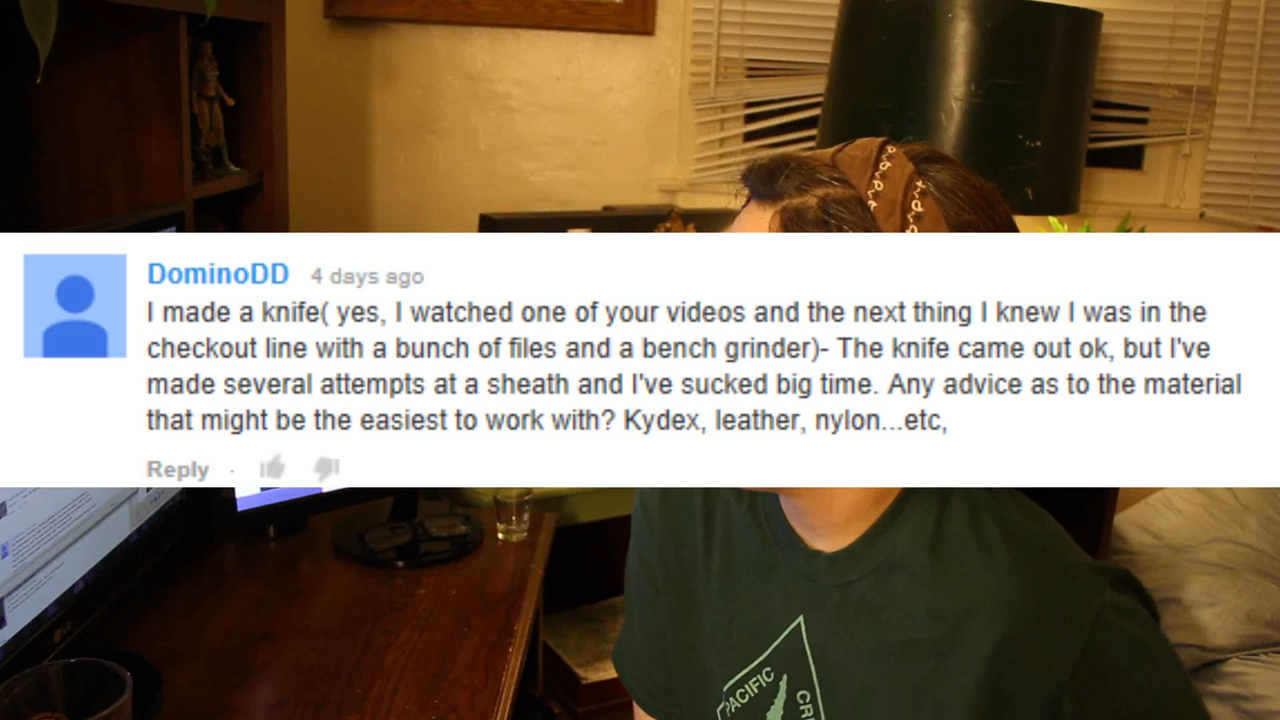 DominoDD 4 days ago
I made a knife( yes, I watched one of your videos and the next thing I knew I was in the
checkout line with a bunch of files and a bench grinder)- The knife came out ok, but I've
made several attempts at a sheath and I've sucked big time. Any advice as to the material
that might be the easiest to work with? Kydex, leather, nylon...etc,
Reply
PACIFIC
LG